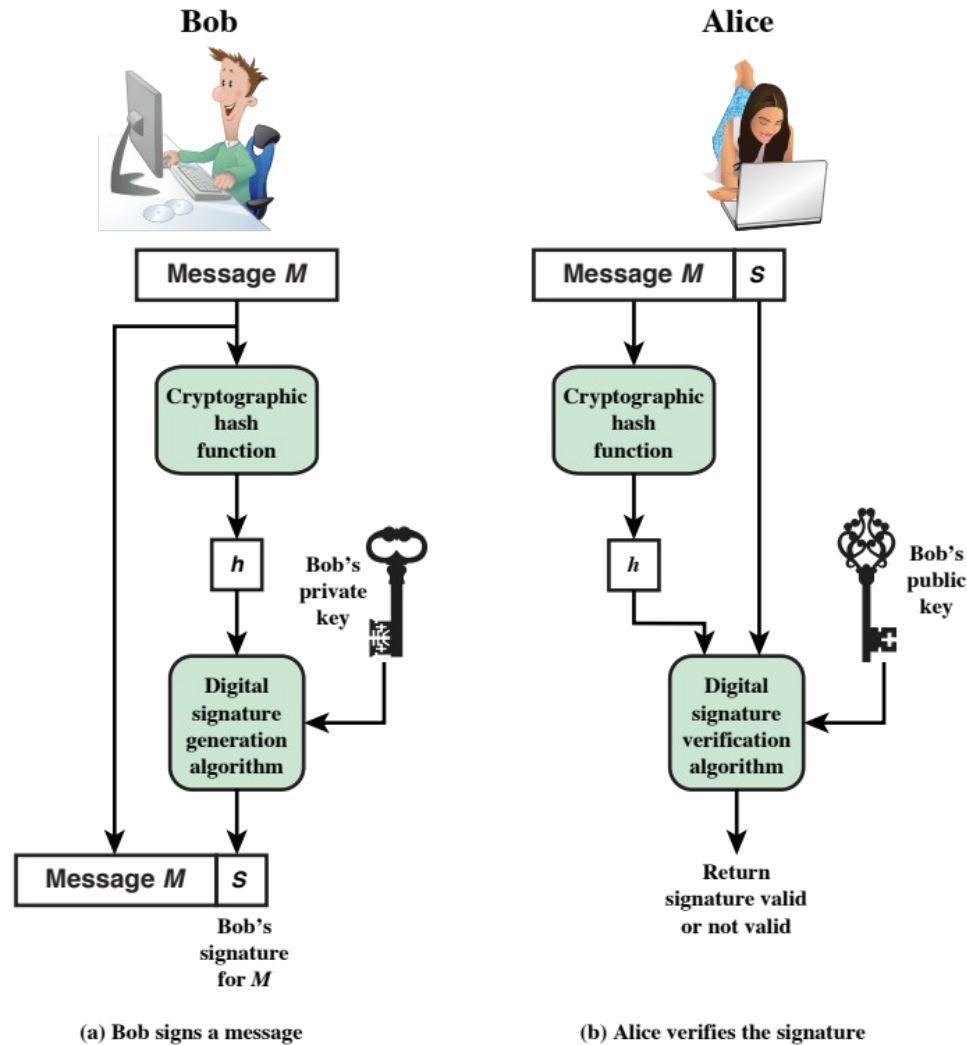 Bob
Message M
Cryptographic
hash
function
h
Bob's
private
key
Digital
signature
generation
algorithm
Message M
S
Bob's
signature
for M
(a) Bob signs a message
Alice
Message M
S
Cryptographic
hash
function
h
Bob's
public
key
Digital
signature
verification
algorithm
Return
signature valid
or not valid
(b) Alice verifies the signature